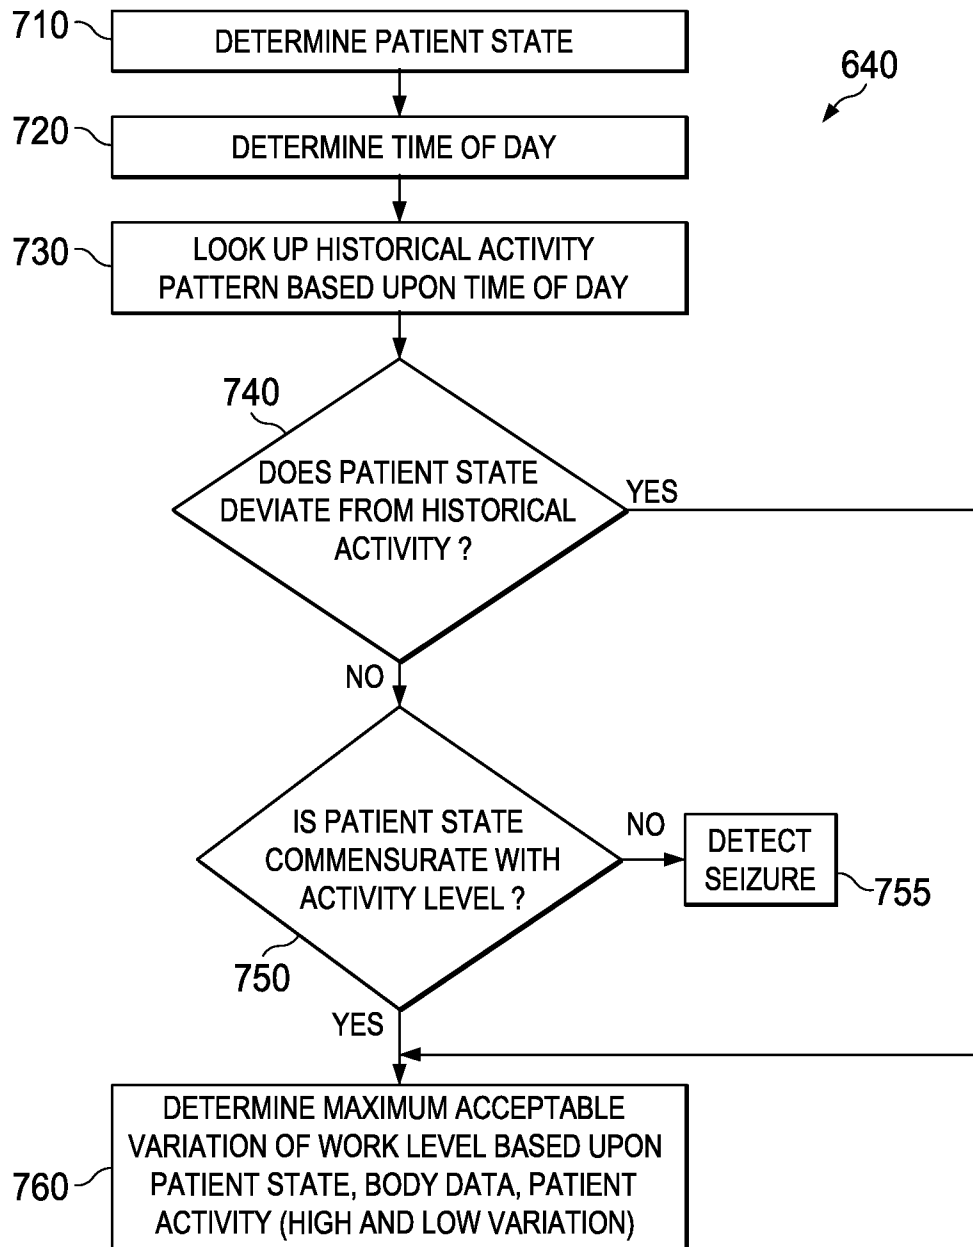 710
DETERMINE PATIENT STATE
640
720
DETERMINE TIME OF DAY
730
LOOK UP HISTORICAL ACTIVITY
PATTERN BASED UPON TIME OF DAY
740
DOES PATIENT STATE
DEVIATE FROM HISTORICAL
ACTIVITY ?
YES
NO
IS PATIENT STATE
COMMENSURATE WITH
ACTIVITY LEVEL ?
NO
DETECT
SEIZURE
755
750
YES
760
DETERMINE MAXIMUM ACCEPTABLE
VARIATION OF WORK LEVEL BASED UPON
PATIENT STATE, BODY DATA, PATIENT
ACTIVITY (HIGH AND LOW VARIATION)